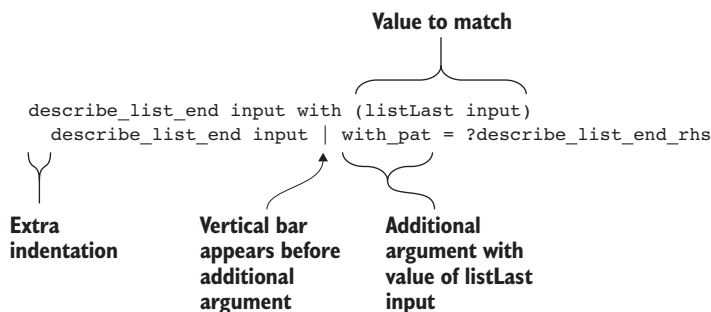 Value to match
describe_list_end input with (listLast input)
  describe_list_end input | with_pat = ?describe_list_end_rhs
Extra
indentation
Vertical bar
appears before
additional
argument
Additional
argument with
value of listLast
input